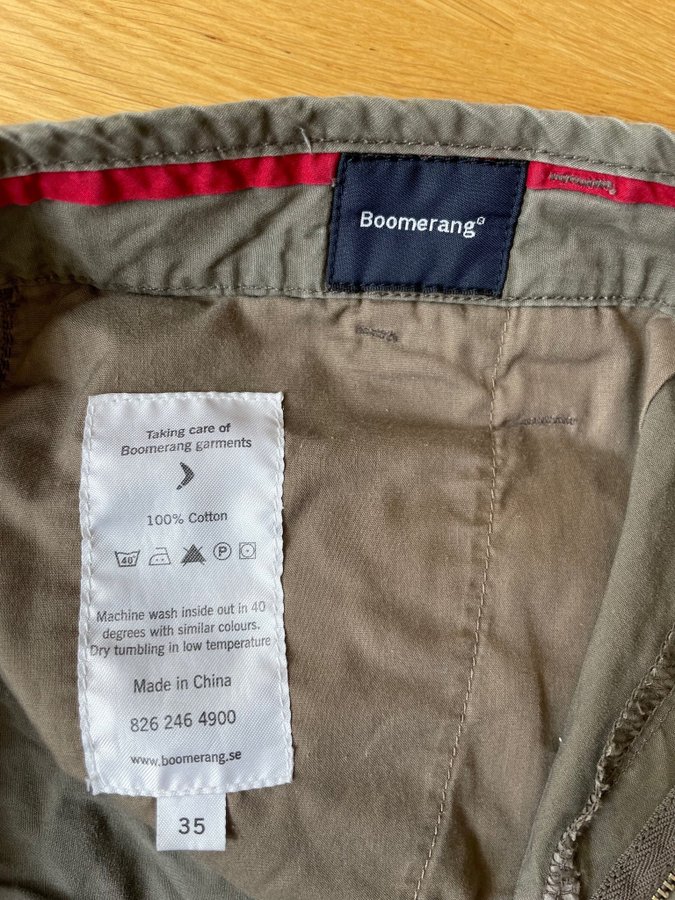 Boomerang
Taking care of
Boomerang garments
100% Cotton
40° P
Machine wash inside out in 40
degrees with similar colours.
Dry tumbling in low temperature
Made in China
826 246 4900
www.boomerang.se
35